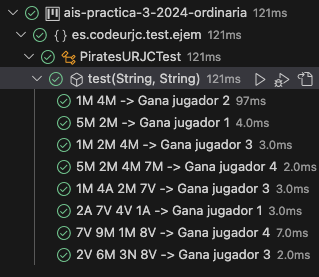 ais-practica-3-2024-ordinaria 121ms
{ } es.codeurjc.test.ejem 121ms
PiratesURJCTest 121ms
test(String, String) 121ms
1M 4M -> Gana jugador 2 97ms
5M 2M -> Gana jugador 1 4.0ms
1M 2M 4M -> Gana jugador 3 3.0ms
5M 2M 4M 7M -> Gana jugador 4 2.0ms
1M 4A 2M 7V -> Gana jugador 3 3.0ms
2A 7V 4V 1A -> Gana jugador 1 3.0ms
7V 9M 1M 8V -> Gana jugador 4 7.0ms
2V 6M 3N 8V -> Gana jugador 3 2.0ms